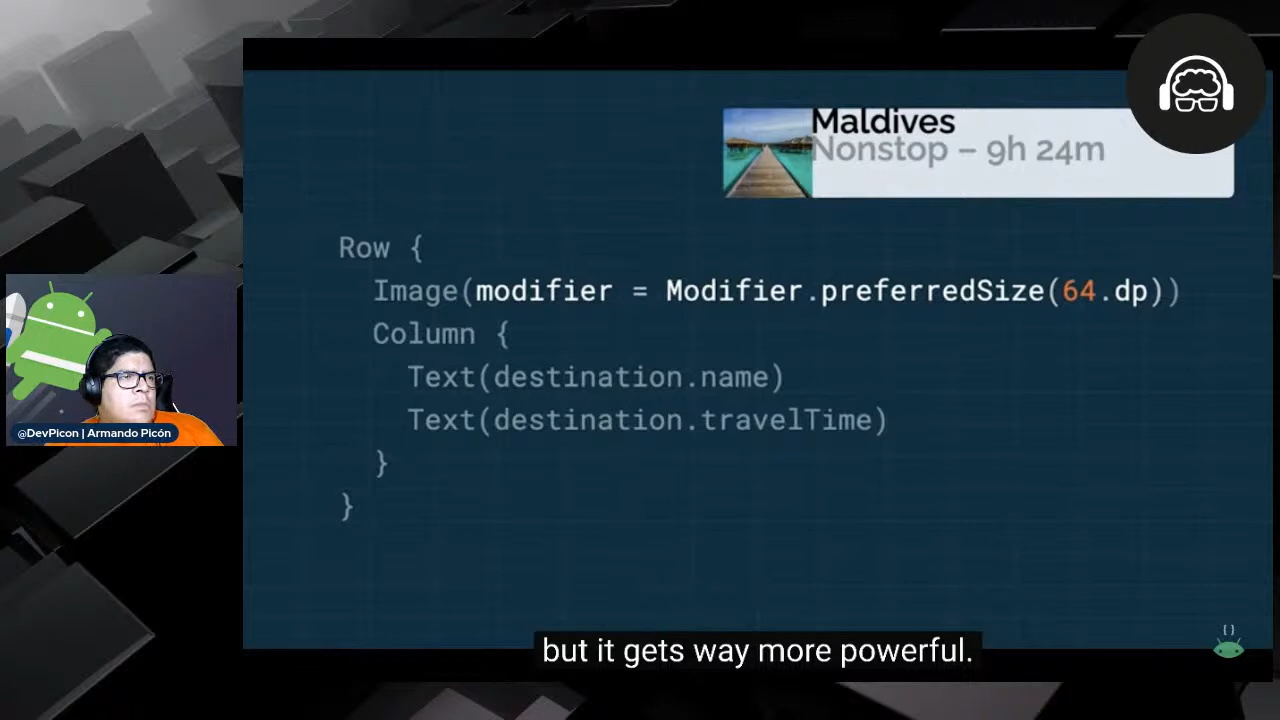 Maldives
Nonstop – 9h 24m
Row {
Image(modifier = Modifier.preferredSize(64.dp))
Column {
Text(destination.name)
Text(destination.travelTime)
}
}
@DevPicon | Armando Picón
{ }
but it gets way more powerful.